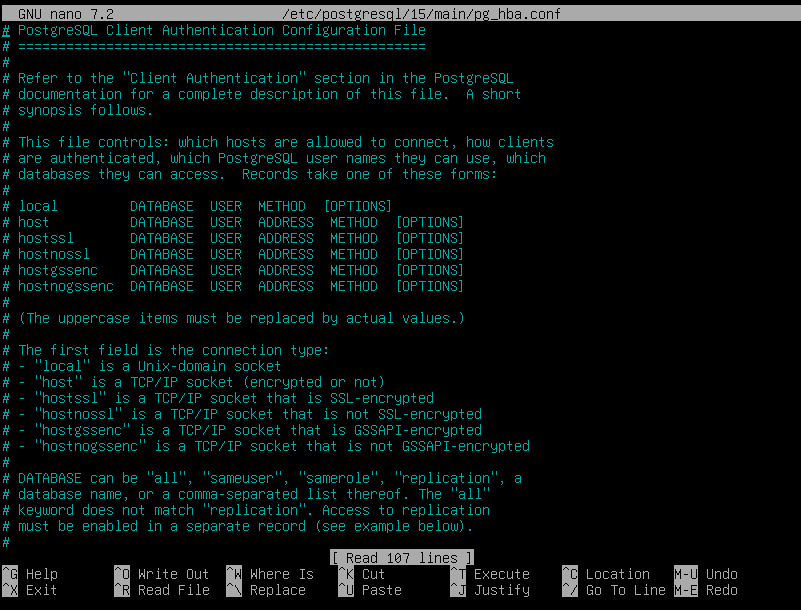 GNU nano 7.2                     /etc/postgresql/15/main/pg_hba.conf
# PostgreSQL Client Authentication Configuration File
# ===================================================
#
# Refer to the "Client Authentication" section in the PostgreSQL
# documentation for a complete description of this file.  A short
# synopsis follows.
#
# This file controls: which hosts are allowed to connect, how clients
# are authenticated, which PostgreSQL user names they can use, which
# databases they can access.  Records take one of these forms:
#
# local         DATABASE  USER  METHOD  [OPTIONS]
# host          DATABASE  USER  ADDRESS  METHOD  [OPTIONS]
# hostssl       DATABASE  USER  ADDRESS  METHOD  [OPTIONS]
# hostnossl     DATABASE  USER  ADDRESS  METHOD  [OPTIONS]
# hostgssenc    DATABASE  USER  ADDRESS  METHOD  [OPTIONS]
# hostnogssenc  DATABASE  USER  ADDRESS  METHOD  [OPTIONS]
#
# (The uppercase items must be replaced by actual values.)
#
# The first field is the connection type:
# - "local" is a Unix-domain socket
# - "host" is a TCP/IP socket (encrypted or not)
# - "hostssl" is a TCP/IP socket that is SSL-encrypted
# - "hostnossl" is a TCP/IP socket that is not SSL-encrypted
# - "hostgssenc" is a TCP/IP socket that is GSSAPI-encrypted
# - "hostnogssenc" is a TCP/IP socket that is not GSSAPI-encrypted
#
# DATABASE can be "all", "sameuser", "samerole", "replication", a
# database name, or a comma-separated list thereof. The "all"
# keyword does not match "replication". Access to replication
# must be enabled in a separate record (see example below).
#
[ Read 107 lines ]
^G Help      ^O Write Out ^W Where Is  ^K Cut       ^T Execute   ^C Location  M-U Undo
^X Exit      ^R Read File ^\ Replace   ^U Paste     ^J Justify   ^/ Go To Line M-E Redo